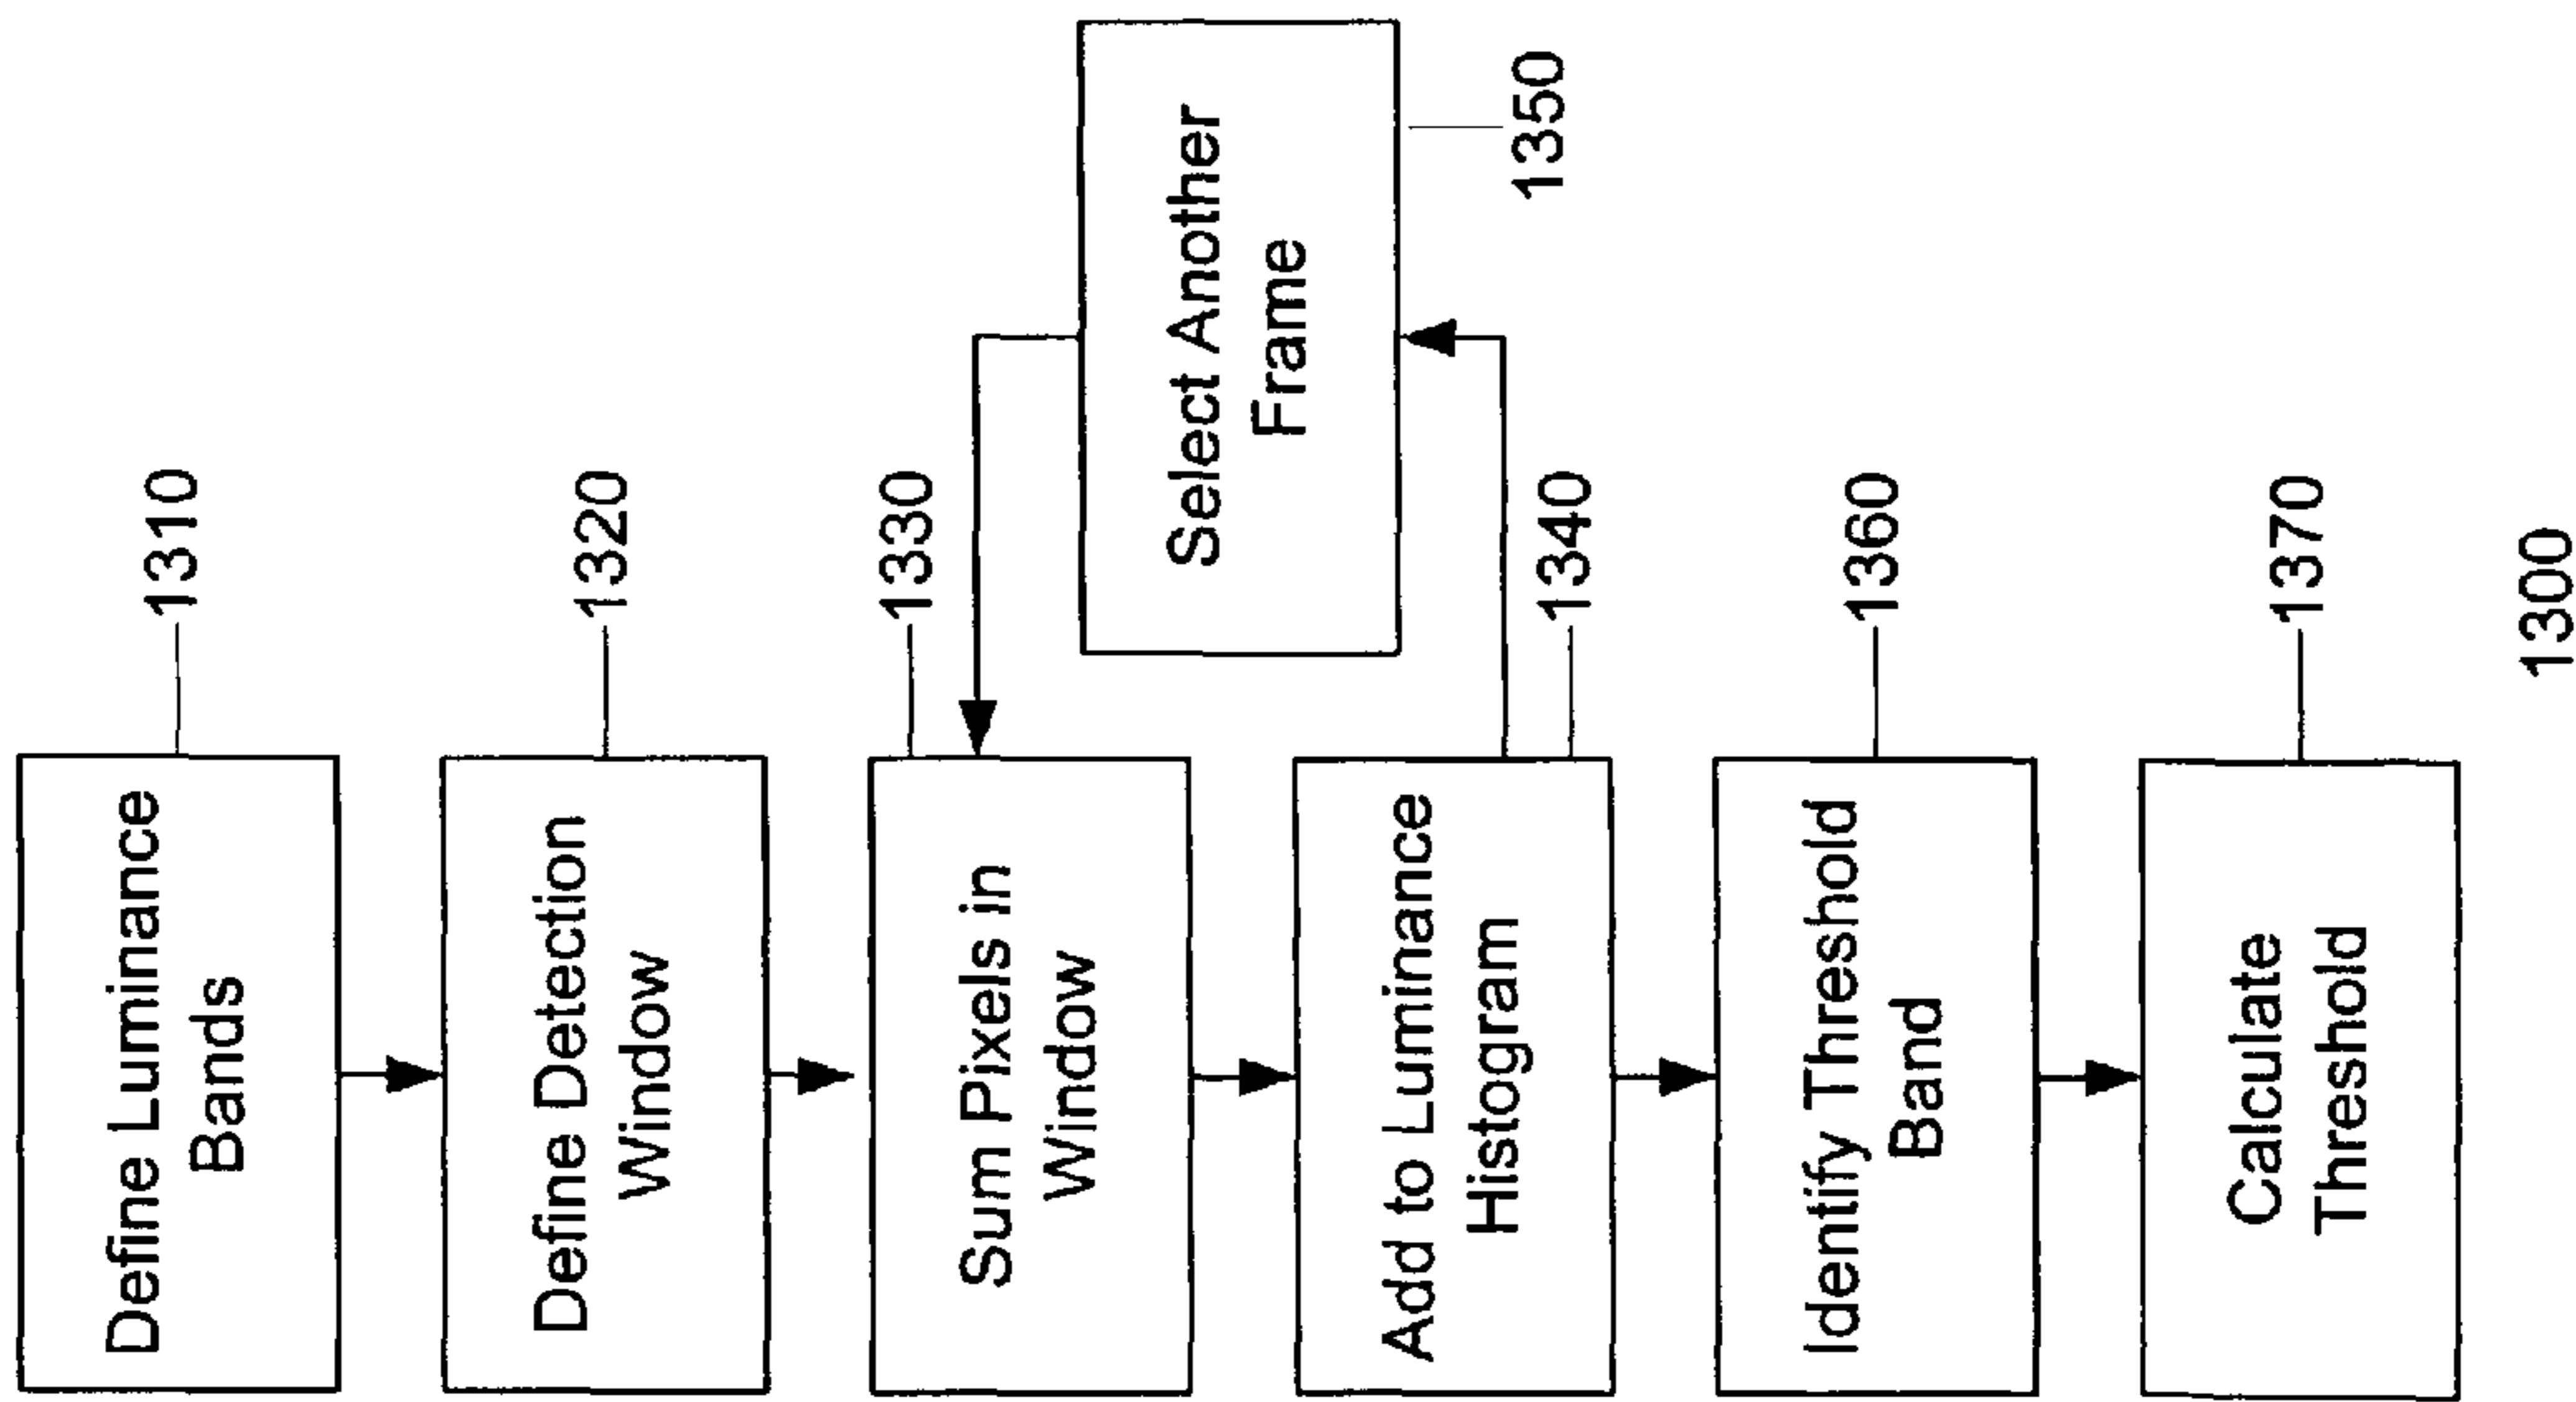 Define Luminance
Bands
1310
Define Detection
Window
1320
Sum Pixels in
Window
1330
Add to Luminance
Histogram
1340
Select Another
Frame
1350
Identify Threshold
Band
1360
Calculate
Threshold
1370
1300